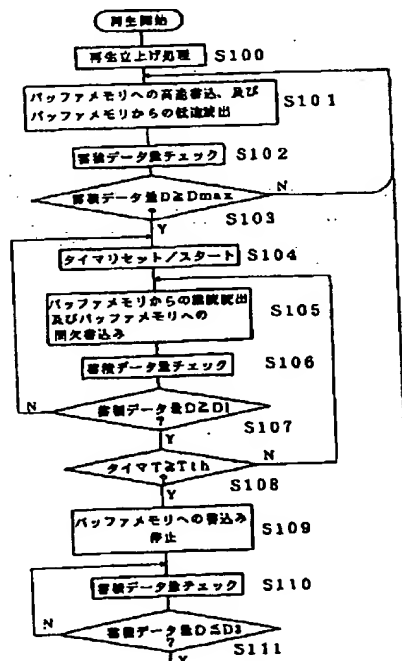 再生開始
再生立上げ処理 S100
バッファメモリへの高速書込、及び
バッファメモリからの低速読出 S101
蓄積データ量チェック S102
蓄積データ量D≧Dmax
?
N
S103
Y
タイマリセット/スタート S104
バッファメモリからの継続読出
及びバッファメモリへの
間欠書込み S105
蓄積データ量チェック S106
N
蓄積データ量D≧D1
?
S107
Y
タイマT≧Tth
?
N
S108
Y
バッファメモリへの書込み
停止 S109
蓄積データ量チェック S110
N
蓄積データ量D≦D3
?
S111
Y